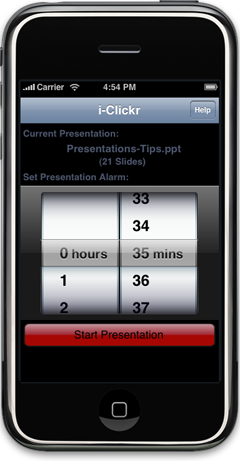 Carrier 4:54 PM
i-Clickr Help
Current Presentation:
Presentations-Tips.ppt
(21 Slides)
Set Presentation Alarm:
33
34
0 hours 35 mins
1 36
2 37
Start Presentation